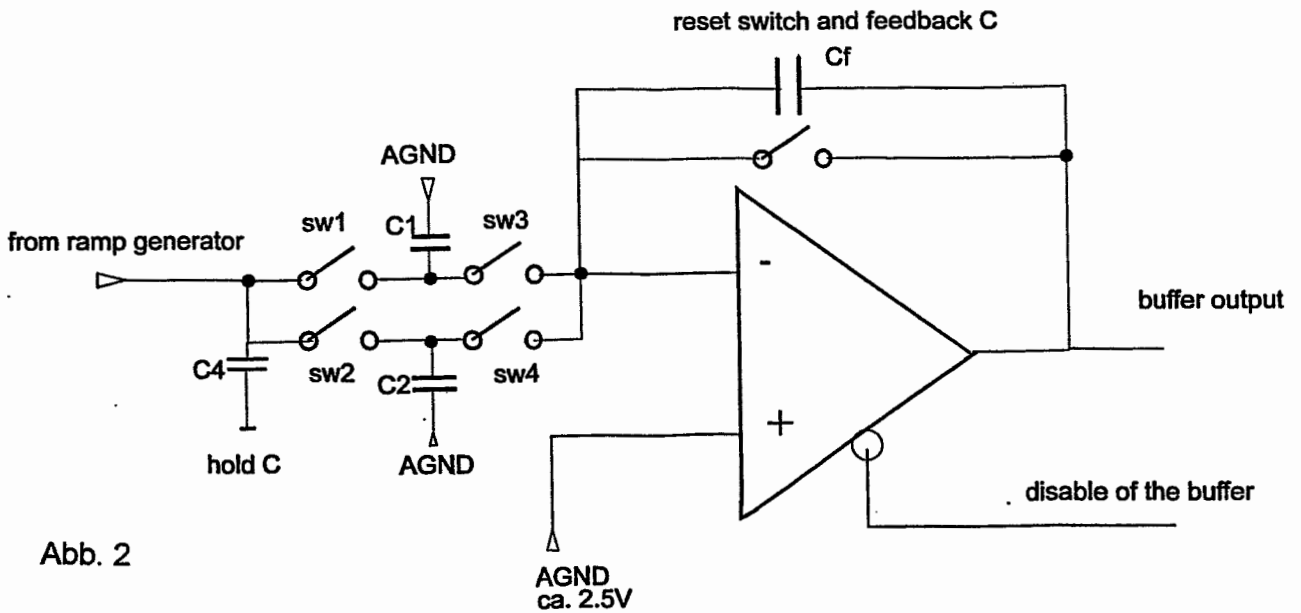 reset switch and feedback C
Cf
AGND
C1
sw1
sw3
from ramp generator
-
buffer output
C4
sw2
C2
sw4
+
hold C
AGND
disable of the buffer
Abb. 2
AGND
ca. 2.5V